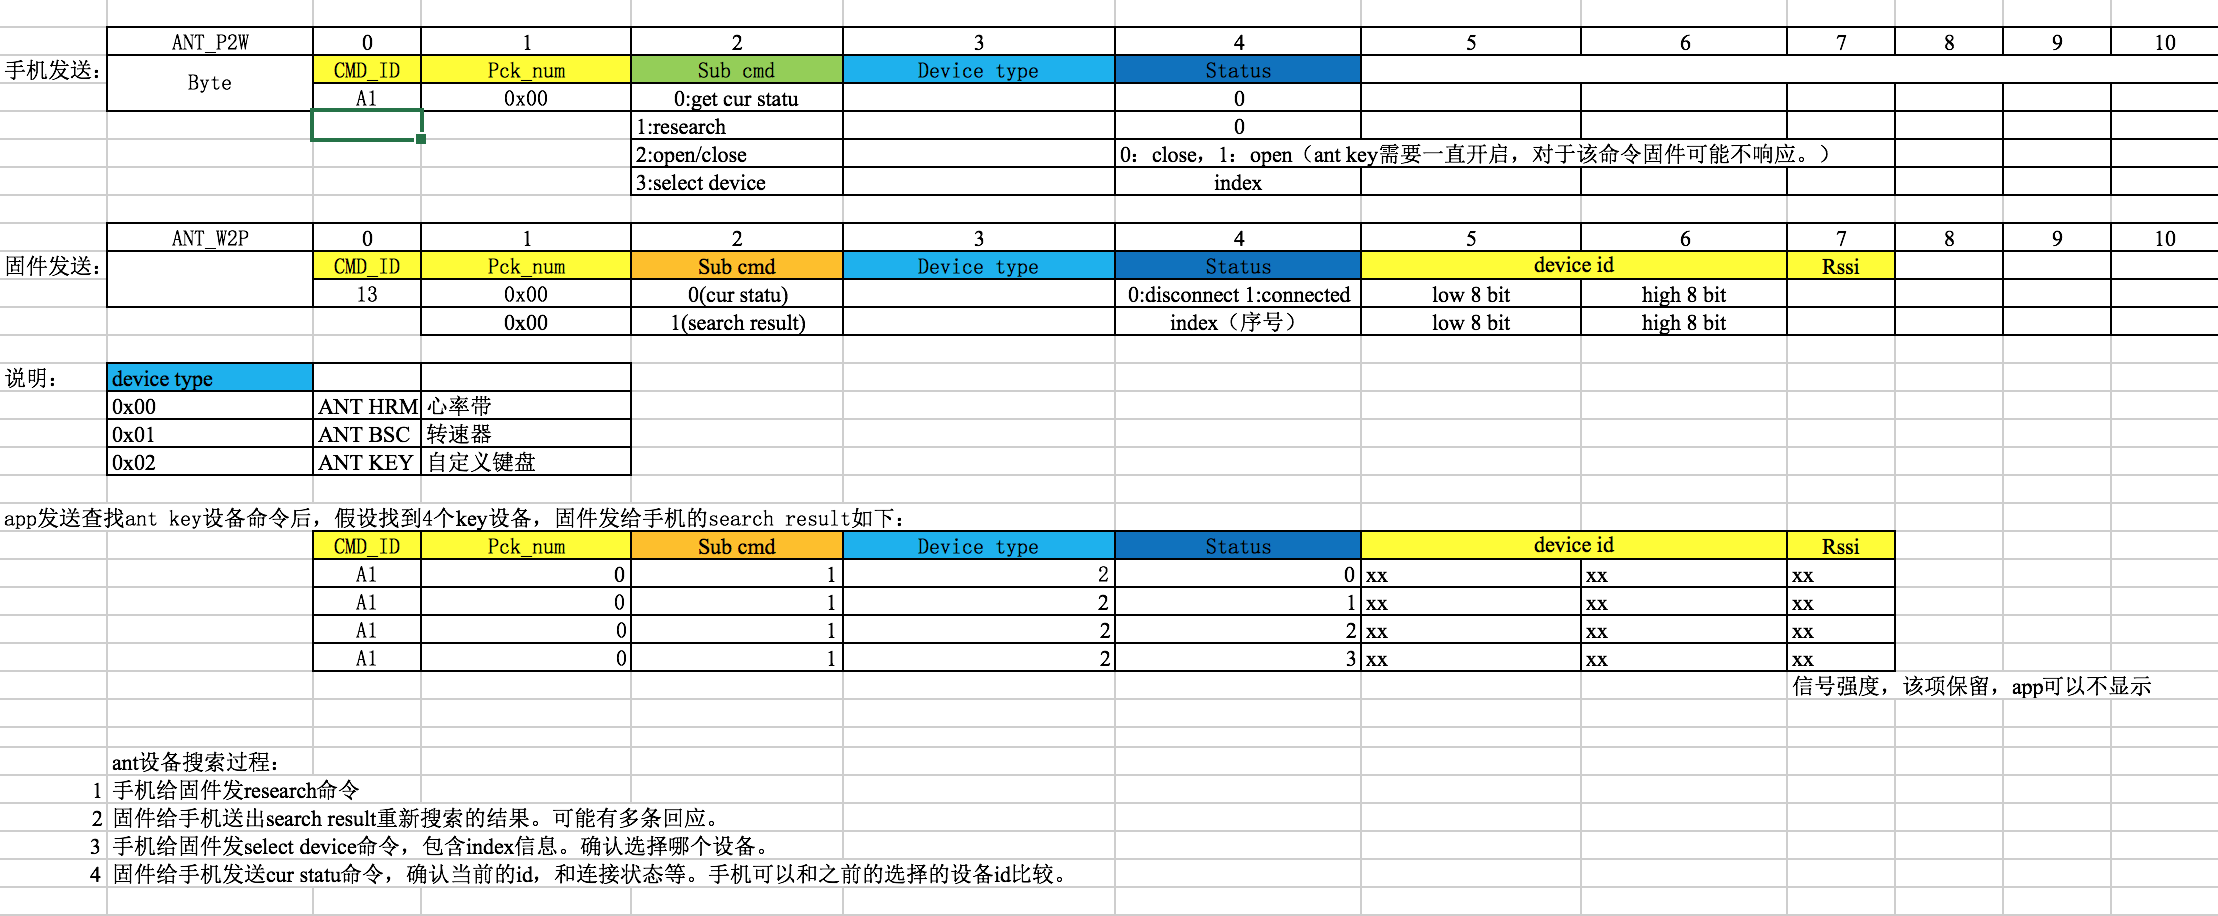 ANT_P2W 0 1 2 3 4 5 6 7 8 9 10
手机发送： Byte CMD_ID Pck_num Sub cmd Device type Status
A1 0x00 0:get cur statu 0
1:research 0
2:open/close 0：close，1：open（ant key需要一直开启，对于该命令固件可能不响应。）
3:select device index
ANT_W2P 0 1 2 3 4 5 6 7 8 9 10
固件发送： CMD_ID Pck_num Sub cmd Device type Status device id Rssi
13 0x00 0(cur statu) 0:disconnect 1:connected low 8 bit high 8 bit
0x00 1(search result) index（序号） low 8 bit high 8 bit
说明： device type
0x00 ANT HRM 心率带
0x01 ANT BSC 转速器
0x02 ANT KEY 自定义键盘
app发送查找ant key设备命令后，假设找到4个key设备，固件发给手机的search result如下：
CMD_ID Pck_num Sub cmd Device type Status device id Rssi
A1 0 1 2 0 xx xx xx
A1 0 1 2 1 xx xx xx
A1 0 1 2 2 xx xx xx
A1 0 1 2 3 xx xx xx
信号强度，该项保留，app可以不显示
ant设备搜索过程：
1 手机给固件发research命令
2 固件给手机送出search result重新搜索的结果。可能有多条回应。
3 手机给固件发select device命令，包含index信息。确认选择哪个设备。
4 固件给手机发送cur statu命令，确认当前的id，和连接状态等。手机可以和之前的选择的设备id比较。